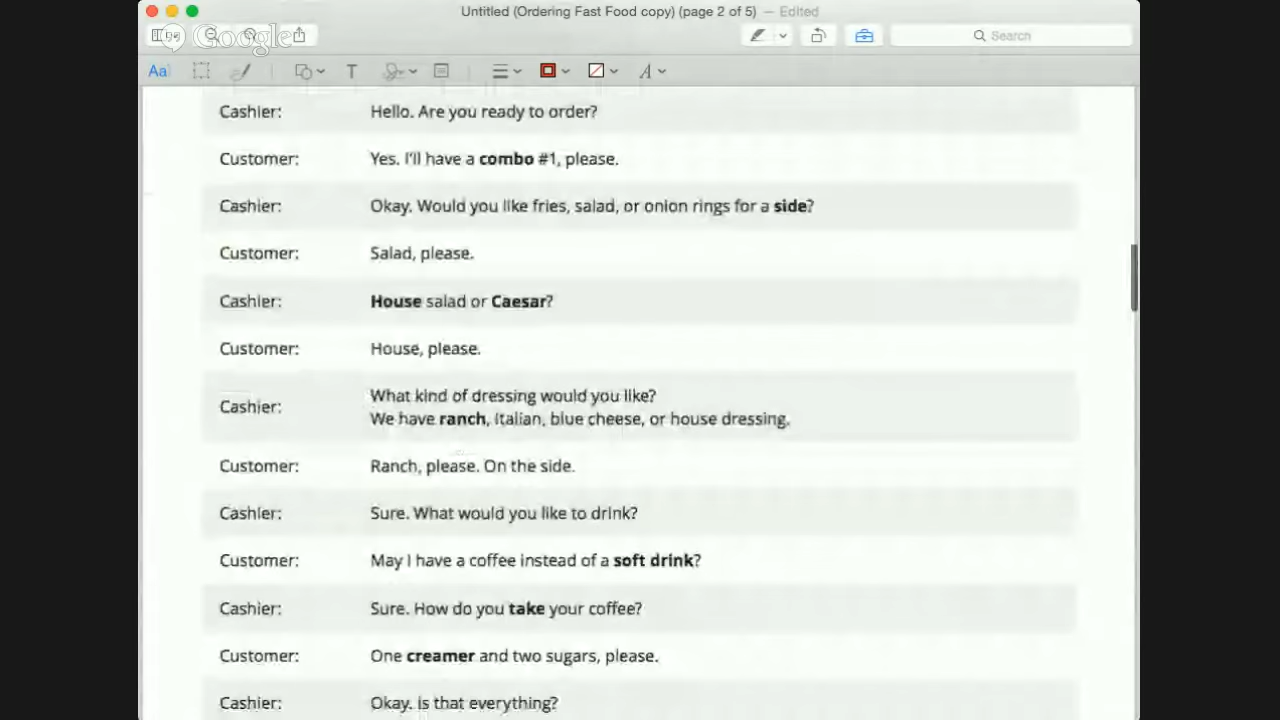 Untitled (Ordering Fast Food copy) (page 2 of 5) — Edited
Google
Search
Aa
T
A
Cashier: Hello. Are you ready to order?
Customer: Yes. I'll have a combo #1, please.
Cashier: Okay. Would you like fries, salad, or onion rings for a side?
Customer: Salad, please.
Cashier: House salad or Caesar?
Customer: House, please.
Cashier: What kind of dressing would you like?
We have ranch, Italian, blue cheese, or house dressing.
Customer: Ranch, please. On the side.
Cashier: Sure. What would you like to drink?
Customer: May I have a coffee instead of a soft drink?
Cashier: Sure. How do you take your coffee?
Customer: One creamer and two sugars, please.
Cashier: Okay. Is that everything?